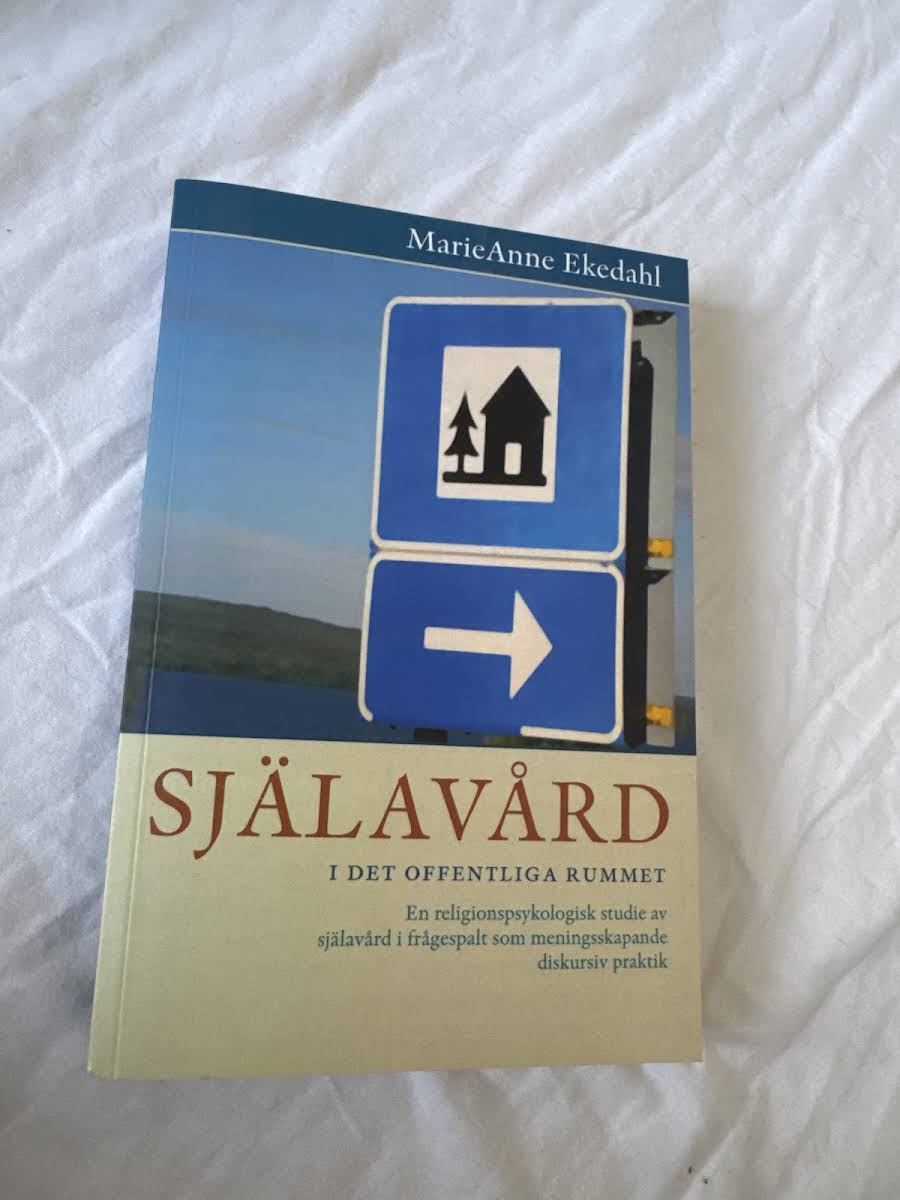 MarieAnne Ekedahl
SJÄLAVÅRD
I DET OFFENTLIGA RUMMET
En religionspsykologisk studie av
själavård i frågespalt som meningsskapande
diskursiv praktik